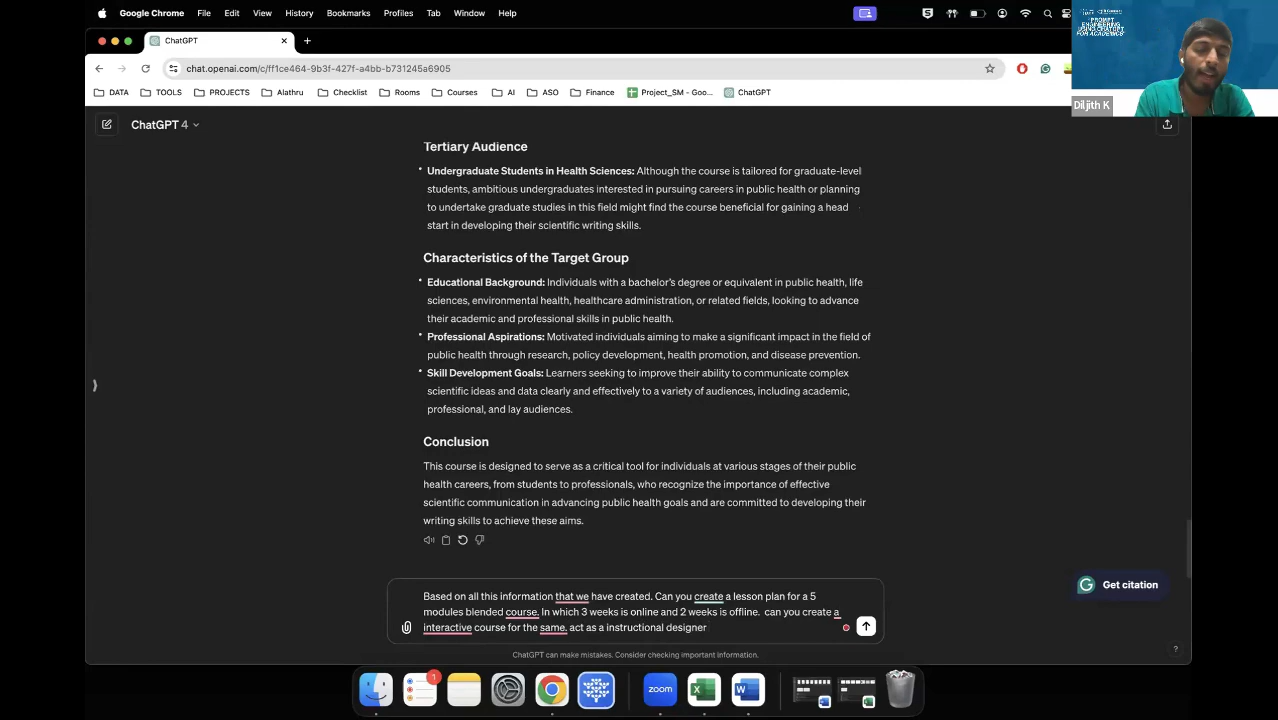 Google Chrome File Edit View History Bookmarks Profiles Tab Window Help
PROMPT
ENGINEERING
FOR ACADEMICS
ChatGPT
chat.openai.com/c/ff1ce464-9b3f-427f-a4bb-b731245a6905
DATA TOOLS PROJECTS Alathru Checklist Rooms Courses AI ASO Finance Project_SM - Goo... ChatGPT
Diljith K
ChatGPT 4
Tertiary Audience
• Undergraduate Students in Health Sciences: Although the course is tailored for graduate-level
students, ambitious undergraduates interested in pursuing careers in public health or planning
to undertake graduate studies in this field might find the course beneficial for gaining a head
start in developing their scientific writing skills.
Characteristics of the Target Group
• Educational Background: Individuals with a bachelor's degree or equivalent in public health, life
sciences, environmental health, healthcare administration, or related fields, looking to advance
their academic and professional skills in public health.
• Professional Aspirations: Motivated individuals aiming to make a significant impact in the field of
public health through research, policy development, health promotion, and disease prevention.
• Skill Development Goals: Learners seeking to improve their ability to communicate complex
scientific ideas and data clearly and effectively to a variety of audiences, including academic,
professional, and lay audiences.
Conclusion
This course is designed to serve as a critical tool for individuals at various stages of their public
health careers, from students to professionals, who recognize the importance of effective
scientific communication in advancing public health goals and are committed to developing their
writing skills to achieve these aims.
Get citation
Based on all this information that we have created. Can you create a lesson plan for a 5
modules blended course. In which 3 weeks is online and 2 weeks is offline. can you create a
interactive course for the same. act as a instructional designer
ChatGPT can make mistakes. Consider checking important information.
?
1
zoom
X
W